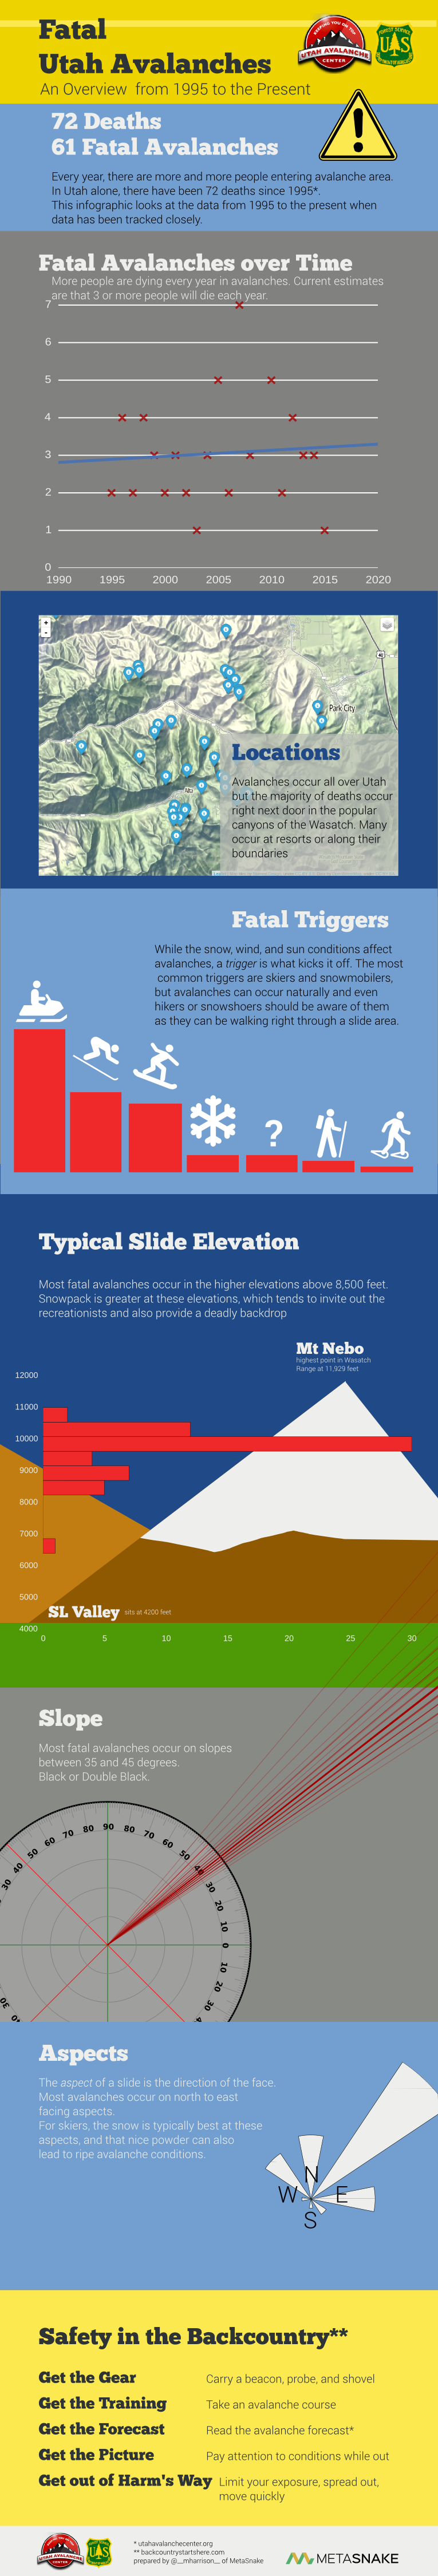 Fatal
Utah Avalanches
An Overview from 1995 to the Present
KEEPING YOU ON TOP
UTAH AVALANCHE
CENTER
FOREST SERVICE
UAS
DEPARTMENT OF AGRICULTURE
72 Deaths
61 Fatal Avalanches
Every year, there are more and more people entering avalanche area.
In Utah alone, there have been 72 deaths since 1995*.
This infographic looks at the data from 1995 to the present when
data has been tracked closely.
Fatal Avalanches over Time
More people are dying every year in avalanches. Current estimates
are that 3 or more people will die each year.
7
6
5
4
3
2
1
0
1990 1995 2000 2005 2010 2015 2020
+
-
40
Park City
Alta
Locations
Avalanches occur all over Utah
but the majority of deaths occur
right next door in the popular
canyons of the Wasatch. Many
occur at resorts or along their
boundaries
Fatal Triggers
While the snow, wind, and sun conditions affect
avalanches, a trigger is what kicks it off. The most
common triggers are skiers and snowmobilers,
but avalanches can occur naturally and even
hikers or snowshoers should be aware of them
as they can be walking right through a slide area.
?
Typical Slide Elevation
Most fatal avalanches occur in the higher elevations above 8,500 feet.
Snowpack is greater at these elevations, which tends to invite out the
recreationists and also provide a deadly backdrop
Mt Nebo
highest point in Wasatch
Range at 11,929 feet
12000
11000
10000
9000
8000
7000
6000
5000
4000
SL Valley sits at 4200 feet
0 5 10 15 20 25 30
Slope
Most fatal avalanches occur on slopes
between 35 and 45 degrees.
Black or Double Black.
30 40 50 60 70 80 90 80 70 60 50 40 30 20 10 0 10 20 30
Aspects
The aspect of a slide is the direction of the face.
Most avalanches occur on north to east
facing aspects.
For skiers, the snow is typically best at these
aspects, and that nice powder can also
lead to ripe avalanche conditions.
N
W E
S
Safety in the Backcountry**
Get the Gear Carry a beacon, probe, and shovel
Get the Training Take an avalanche course
Get the Forecast Read the avalanche forecast*
Get the Picture Pay attention to conditions while out
Get out of Harm's Way Limit your exposure, spread out,
move quickly
UTAH AVALANCHE
CENTER
UAS
* utahavalanchecenter.org
** backcountrystartshere.com
prepared by @__mharrison__ of MetaSnake
METASNAKE